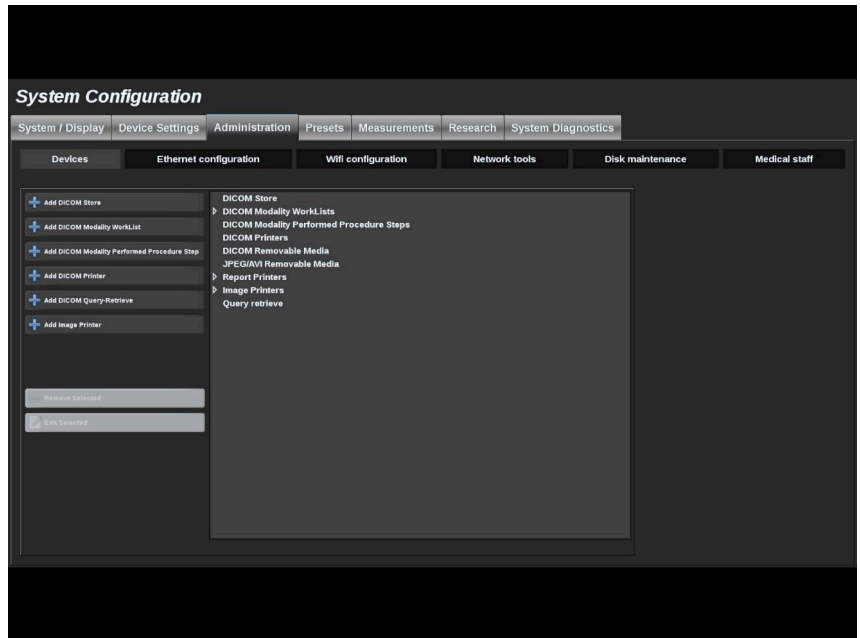 System Configuration
System / Display Device Settings Administration Presets Measurements Research System Diagnostics
Devices Ethernet configuration Wifi configuration Network tools Disk maintenance Medical staff
Add DICOM Store
Add DICOM Modality WorkList
Add DICOM Modality Performed Procedure Step
Add DICOM Printer
Add DICOM Query-Retrieve
Add Image Printer
Remove Selected
Edit Selected
DICOM Store
DICOM Modality WorkLists
DICOM Modality Performed Procedure Steps
DICOM Printers
DICOM Removable Media
JPEG/AVI Removable Media
Report Printers
Image Printers
Query retrieve